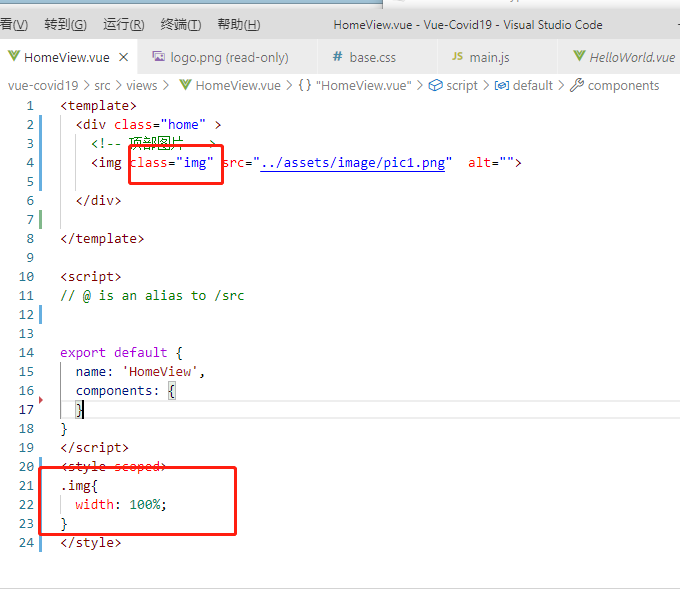 看(V) 转到(G) 运行(R) 终端(T) 帮助(H) HomeView.vue - Vue-Covid19 - Visual Studio Code
HomeView.vue × logo.png (read-only) # base.css JS main.js HelloWorld.vue
vue-covid19 > src > views > HomeView.vue > {} "HomeView.vue" > script > default > components
1 <template>
2 <div class="home" >
3 <!-- 顶部图片 -->
4 <img class="img" src="../assets/image/pic1.png" alt="">
5
6 </div>
7
8 </template>
9
10 <script>
11 // @ is an alias to /src
12
13
14 export default {
15 name: 'HomeView',
16 components: {
17 }
18 }
19 </script>
20 <style scoped>
21 .img{
22 width: 100%;
23 }
24 </style>